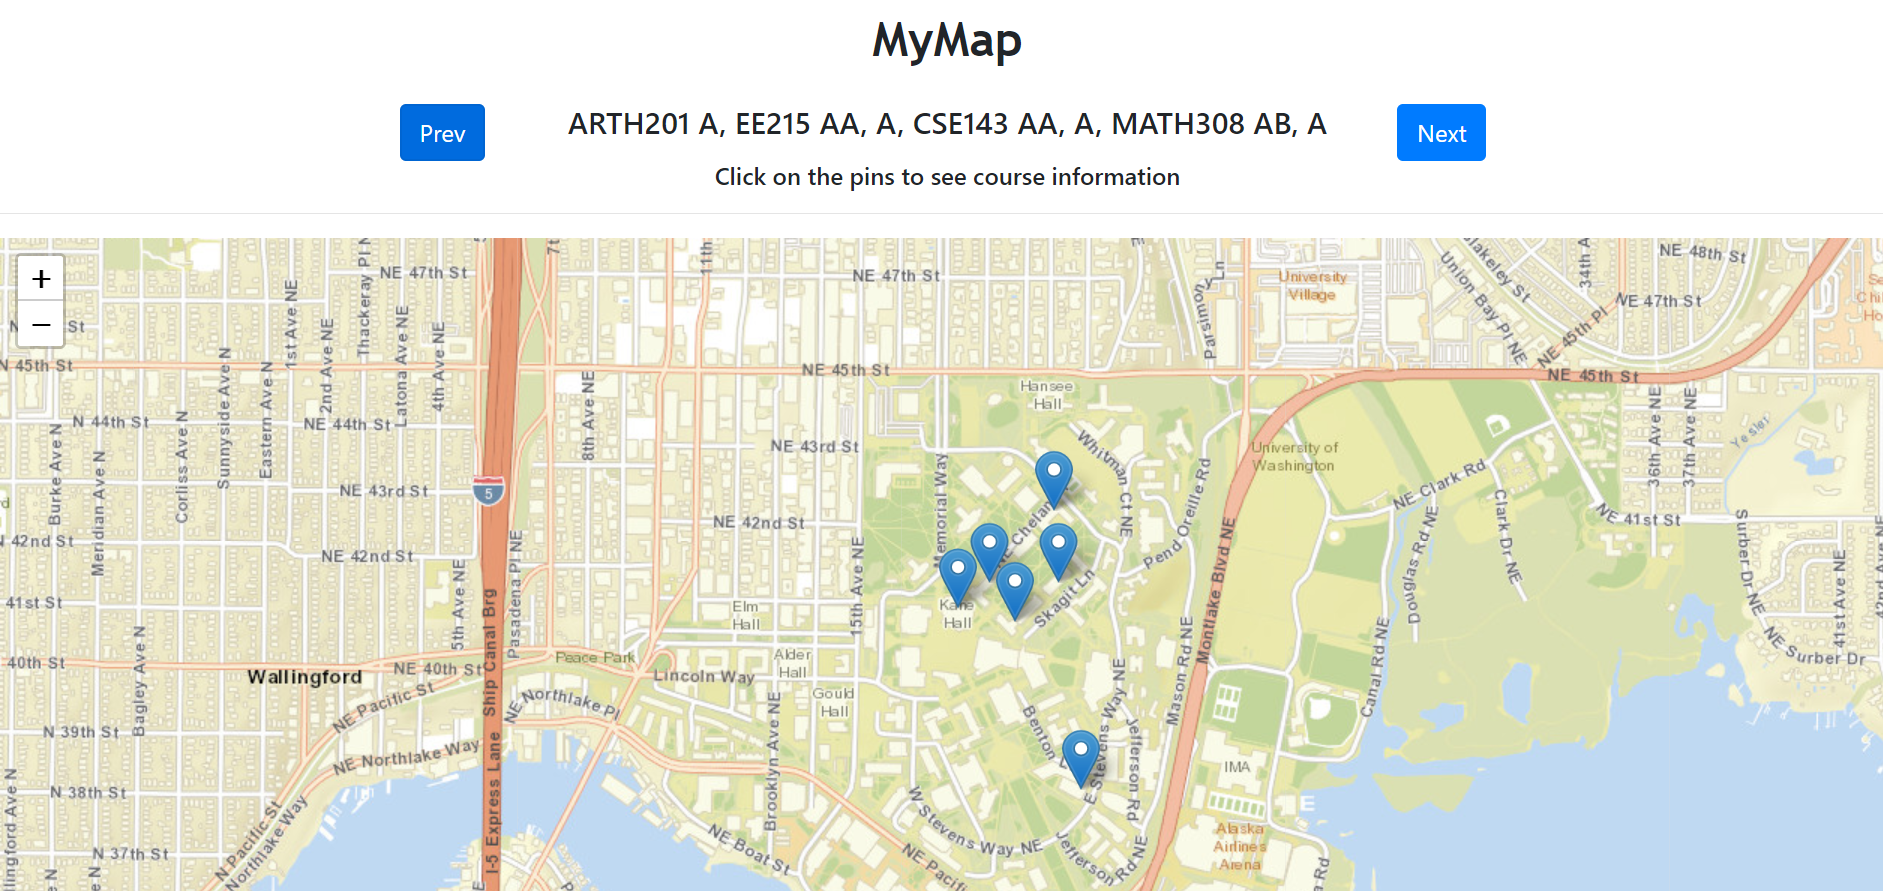 MyMap
Prev
ARTH201 A, EE215 AA, A, CSE143 AA, A, MATH308 AB, A
Next
Click on the pins to see course information
+
−
NE 47th St
NE 47th St
NE 48th St
NE 47th St
University
Village
11th
Parsimony Ln
Union Bay Pl NE
NE 45th Pl
34th A
1st Ave NE
2nd Ave NE
Thackeray Pl N
Latona Ave NE
4th Ave NE
N 45th St
NE 45th St
NE 45th St
Hansee
Hall
N 44th St
NE 44th St
8th Ave NE
NE 43rd St
NE 43rd St
Burke Ave N
Meridian Ave N
Corliss Ave N
Sunnyside Ave N
Eastern Ave N
5
Memorial Way
Whitman Ct NE
Pend Oreille Rd
University of
Washington
NE Clark Rd
Clark Dr NE
36th Ave NE
37th Ave NE
Yesler
NE 41st St
42nd St
NE 42nd St
NE 42nd St
41st St
5th Ave NE
Pasadena Pl NE
15th Ave NE
Elm
Hall
Kane
Hall
Skagit Ln
Montlake Blvd NE
Douglas Rd NE
Surber Dr NE
41st Ave NE
NE Surber Dr
40th St
Wallingford
NE 40th St
Peace Park
Lincoln Way
Alder
Hall
Gould
Hall
Bagley Ave N
NE Pacific St
NE Northlake Pl
Ship Canal Brg
I-5 Express Lane
N 39th St
NE Northlake Way
Brooklyn Ave NE
Benton L
E Stevens Way NE
Jefferson Rd
Mason Rd NE
Canal Rd NE
IMA
N 38th St
N Pacific St
Northlake Way
N 37th St
NE Boat St
W Stevens Way NE
NE Pacifi
Jefferson Rd NE
Alaska
Airlines
Arena